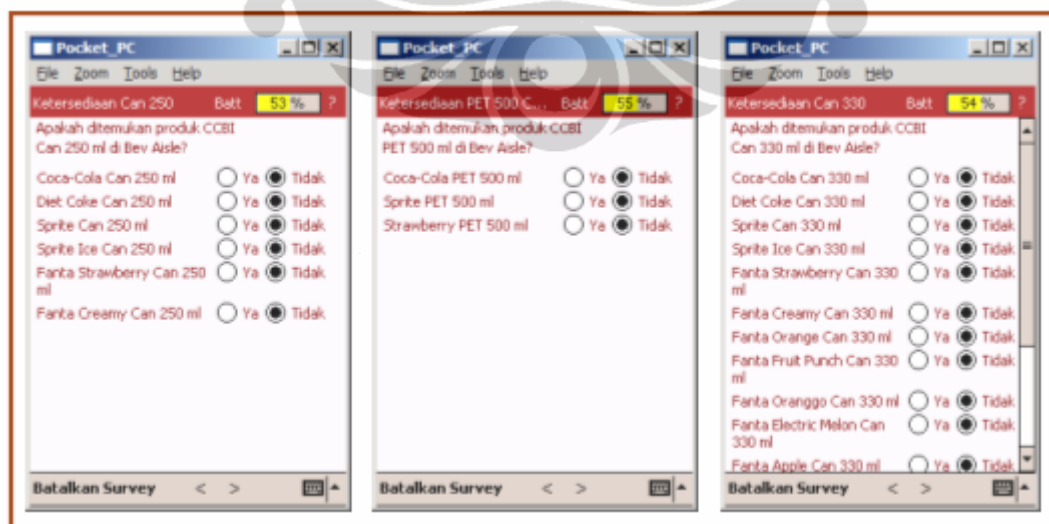 Pocket_PC
File Zoom Tools Help
Ketersediaan Can 250 Batt 53 % ?
Apakah ditemukan produk CCBI
Can 250 ml di Bev Aisle?
Coca-Cola Can 250 ml Ya Tidak
Diet Coke Can 250 ml Ya Tidak
Sprite Can 250 ml Ya Tidak
Sprite Ice Can 250 ml Ya Tidak
Fanta Strawberry Can 250 Ya Tidak
ml
Fanta Creamy Can 250 ml Ya Tidak
Batalkan Survey < >
Pocket_PC
File Zoom Tools Help
Ketersediaan PET 500 C... Batt 55 % ?
Apakah ditemukan produk CCBI
PET 500 ml di Bev Aisle?
Coca-Cola PET 500 ml Ya Tidak
Sprite PET 500 ml Ya Tidak
Strawberry PET 500 ml Ya Tidak
Batalkan Survey < >
Pocket_PC
File Zoom Tools Help
Ketersediaan Can 330 Batt 54 % ?
Apakah ditemukan produk CCBI
Can 330 ml di Bev Aisle?
Coca-Cola Can 330 ml Ya Tidak
Diet Coke Can 330 ml Ya Tidak
Sprite Can 330 ml Ya Tidak
Sprite Ice Can 330 ml Ya Tidak
Fanta Strawberry Can 330 Ya Tidak
ml
Fanta Creamy Can 330 ml Ya Tidak
Fanta Orange Can 330 ml Ya Tidak
Fanta Fruit Punch Can 330 Ya Tidak
ml
Fanta Oranggo Can 330 ml Ya Tidak
Fanta Electric Melon Can Ya Tidak
330 ml
Fanta Apple Can 330 ml Ya Tidak
Batalkan Survey < >